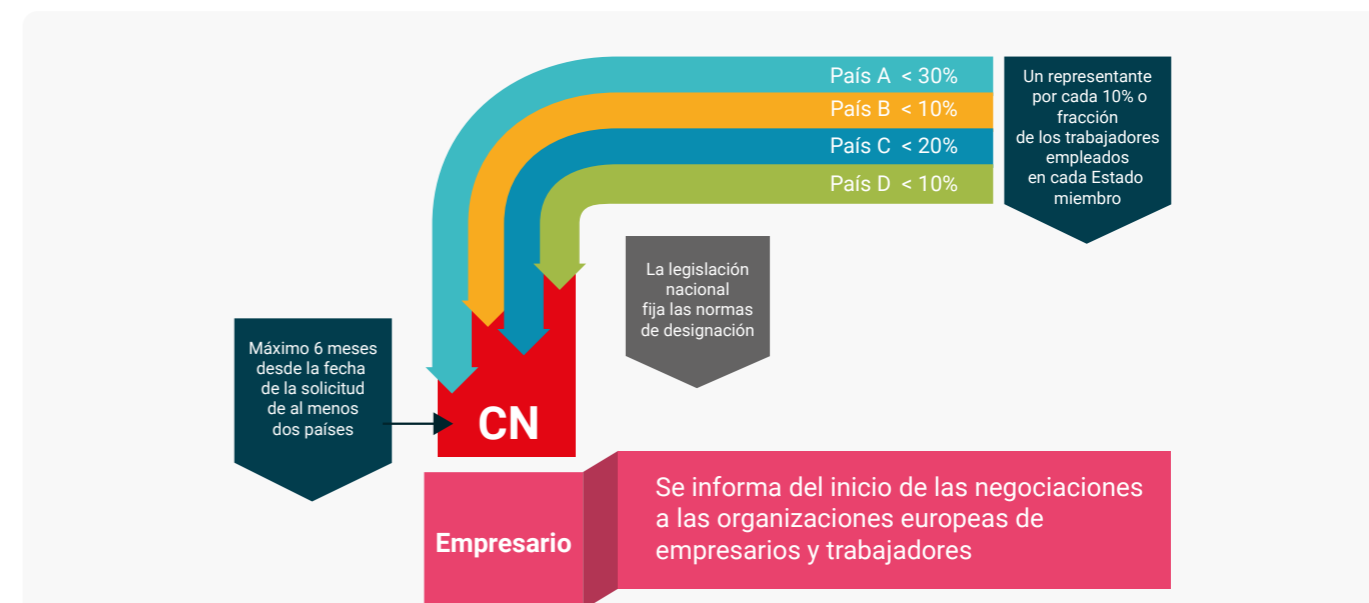 País A < 30%
País B < 10%
País C < 20%
País D < 10%
Un representante
por cada 10% o
fracción
de los trabajadores
empleados
en cada Estado
miembro
La legislación
nacional
fija las normas
de designación
Máximo 6 meses
desde la fecha
de la solicitud
de al menos
dos países
CN
Empresario
Se informa del inicio de las negociaciones
a las organizaciones europeas de
empresarios y trabajadores